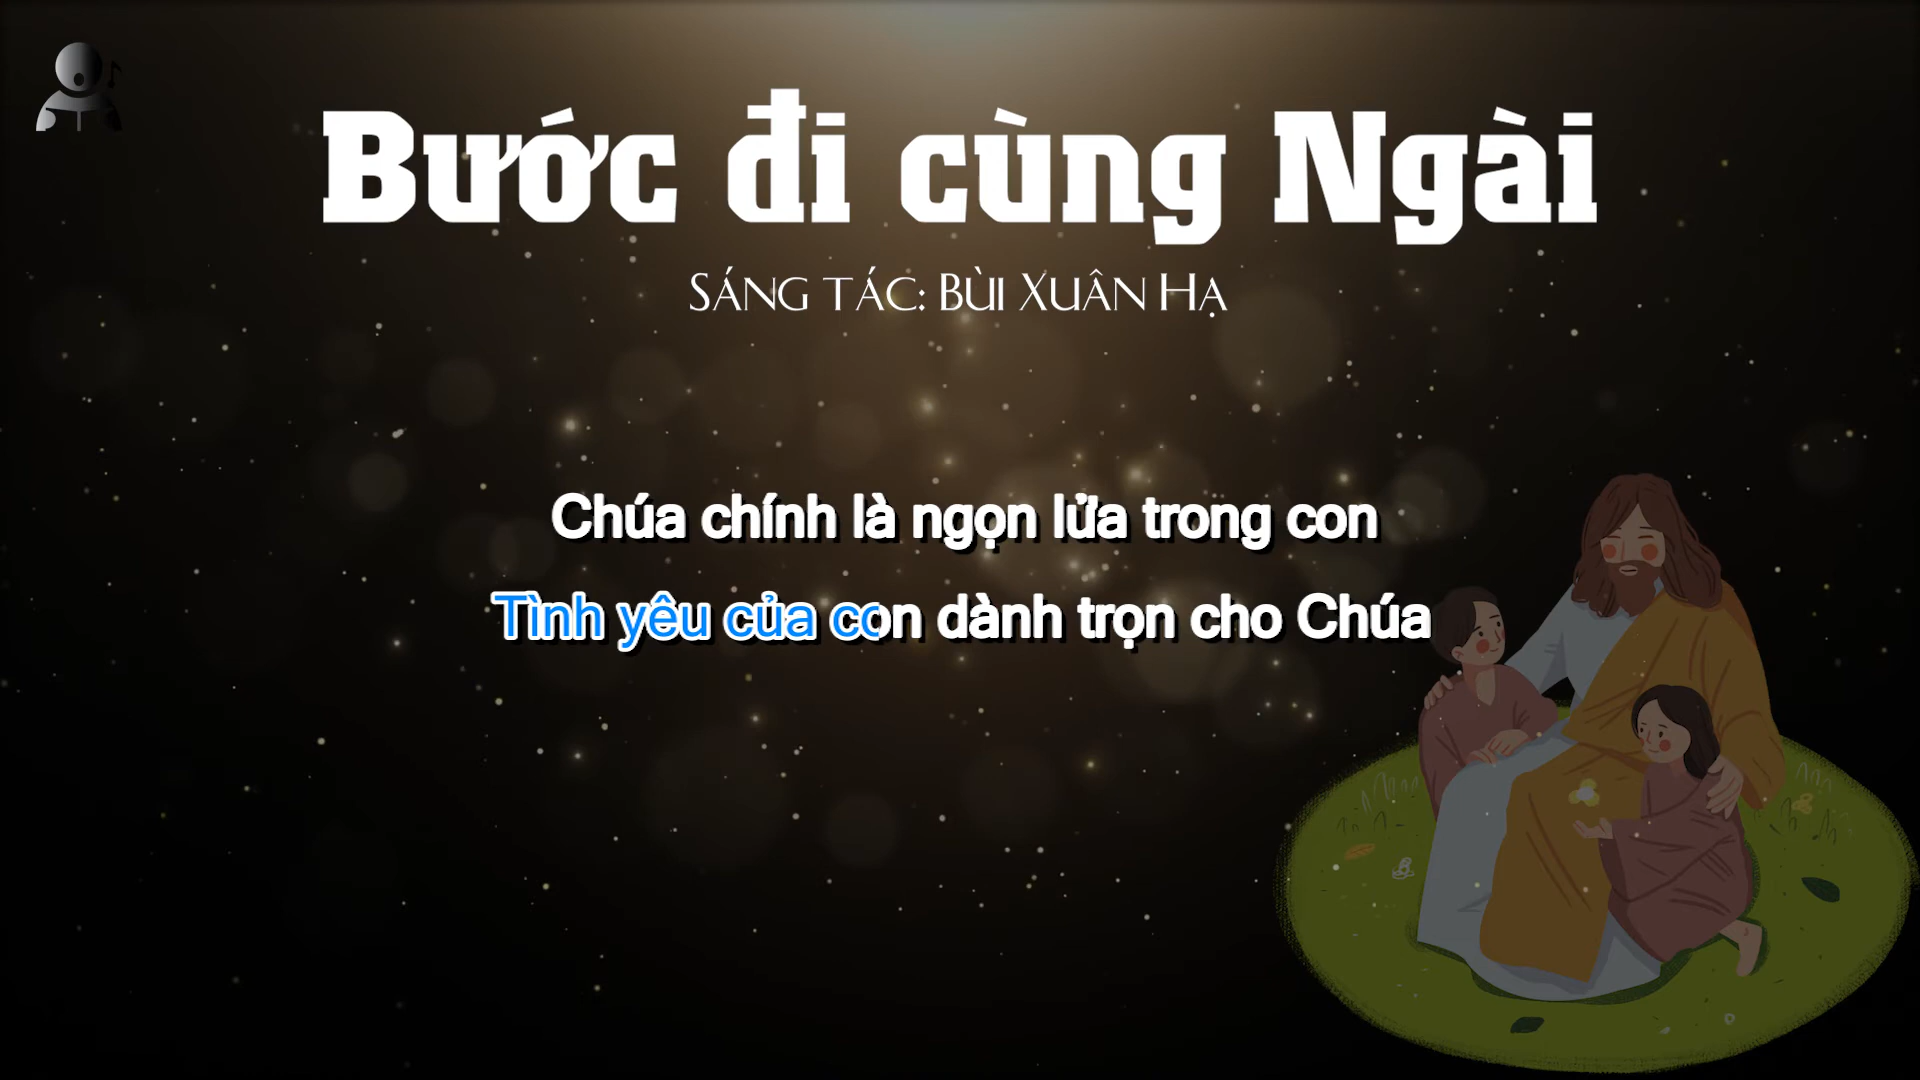 Bước đi cùng Ngài
Sáng tác: Bùi Xuân Hạ
Chúa chính là ngọn lửa trong con
Tình yêu của con dành trọn cho Chúa